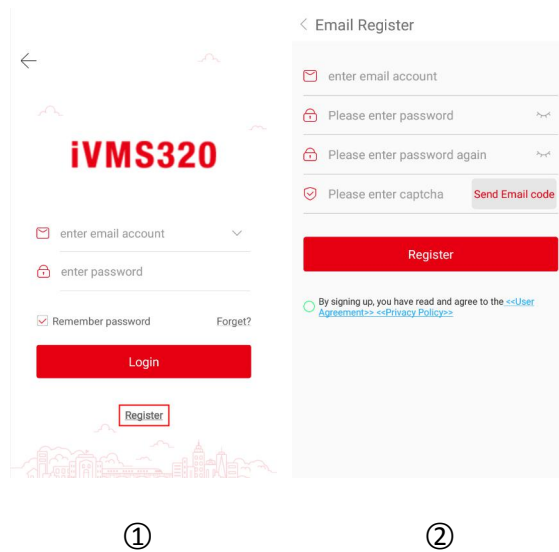 iVMS320
enter email account
enter password
Remember password Forget?
Login
Register
①
Email Register
enter email account
Please enter password
Please enter password again
Please enter captcha Send Email code
Register
By signing up, you have read and agree to the <<User
Agreement>> <<Privacy Policy>>
②